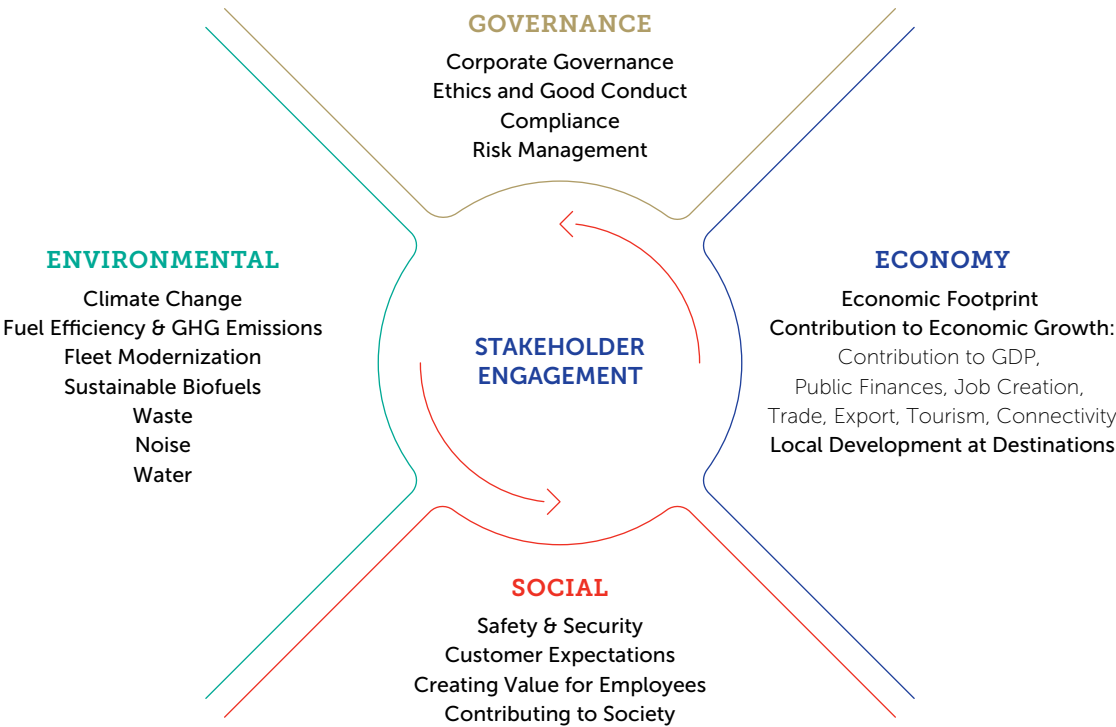 GOVERNANCE
Corporate Governance
Ethics and Good Conduct
Compliance
Risk Management
ENVIRONMENTAL
Climate Change
Fuel Efficiency & GHG Emissions
Fleet Modernization
Sustainable Biofuels
Waste
Noise
Water
STAKEHOLDER
ENGAGEMENT
ECONOMY
Economic Footprint
Contribution to Economic Growth:
Contribution to GDP,
Public Finances, Job Creation,
Trade, Export, Tourism, Connectivity
Local Development at Destinations
SOCIAL
Safety & Security
Customer Expectations
Creating Value for Employees
Contributing to Society